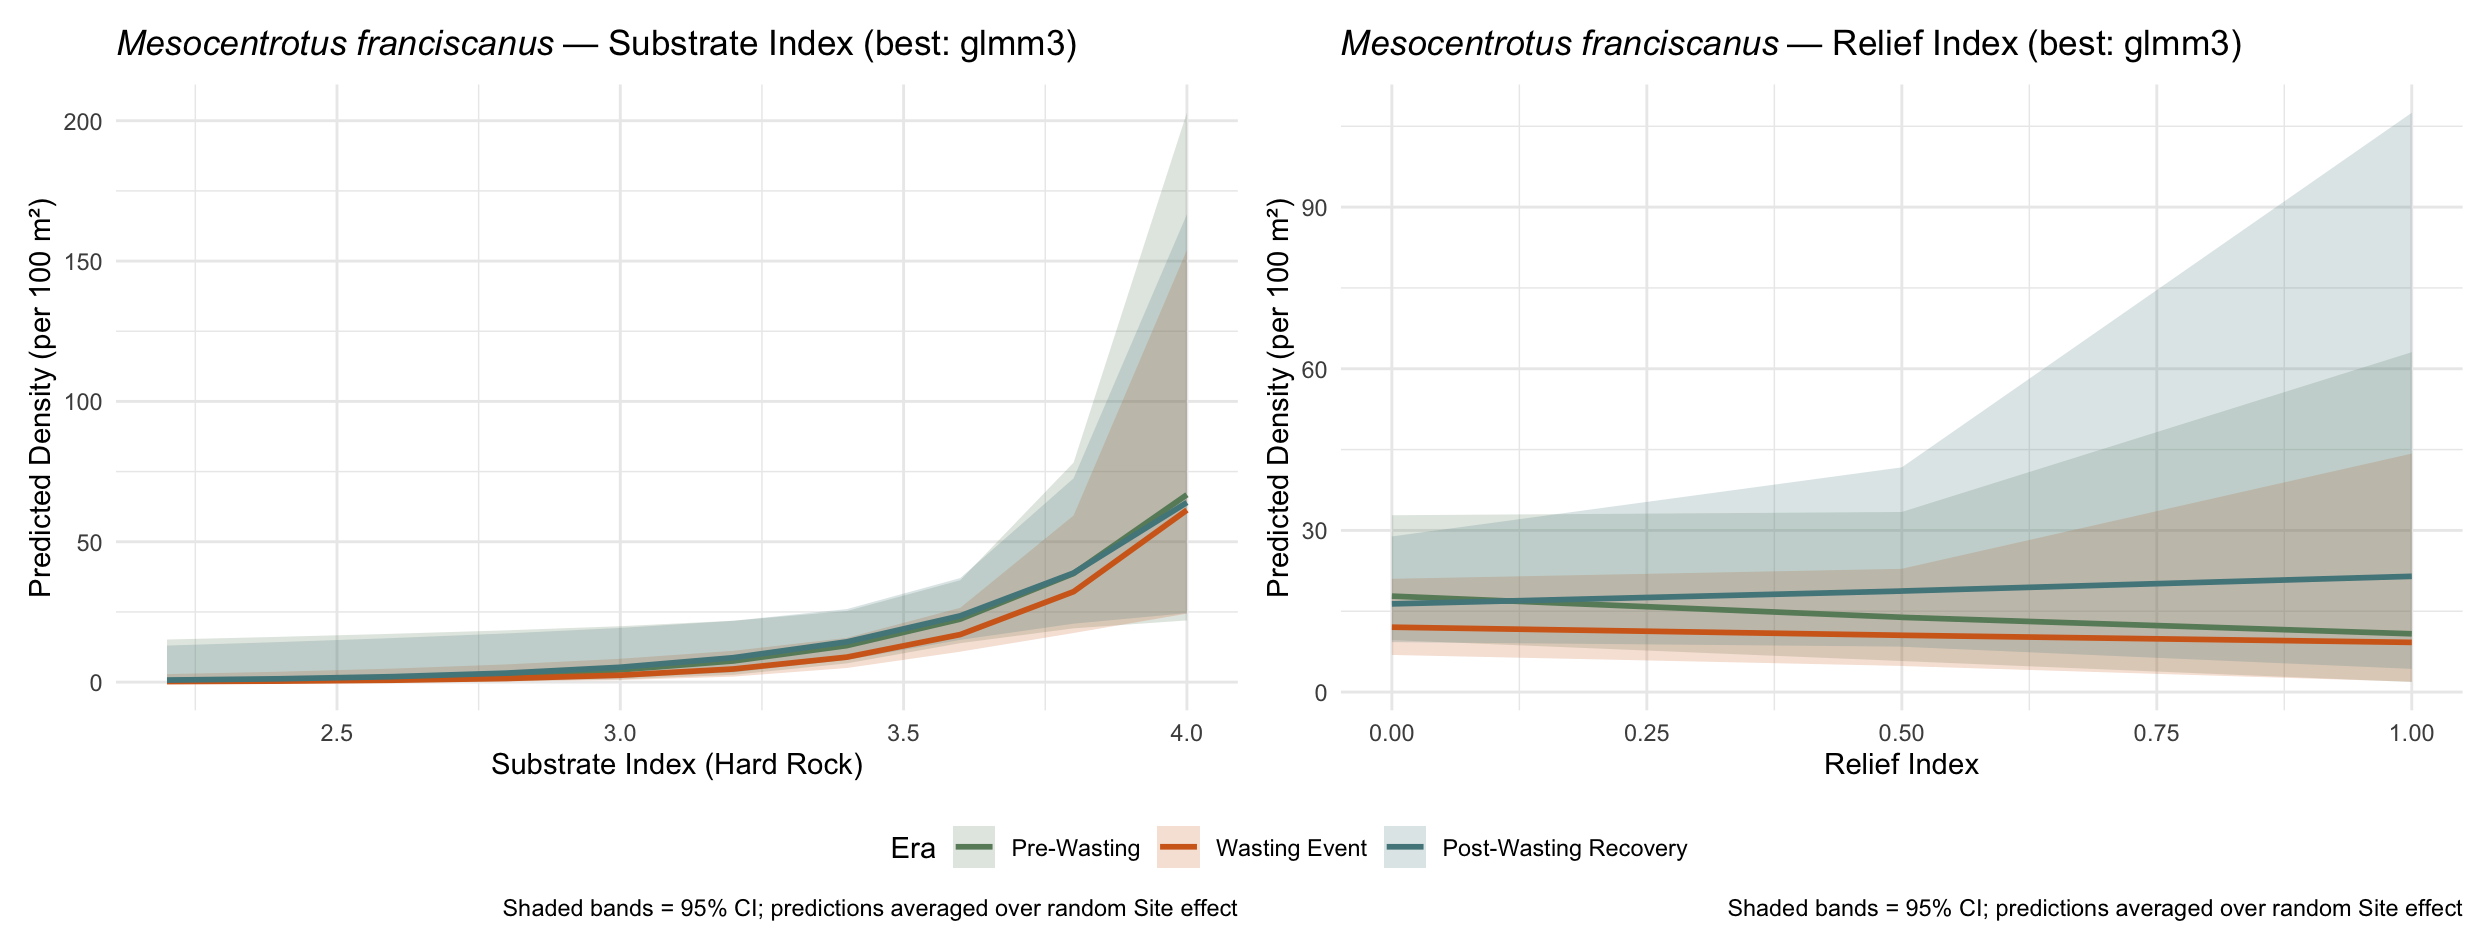 Mesocentrotus franciscanus — Substrate Index (best: glmm3)
Predicted Density (per 100 m²)
200
150
100
50
0
2.5 3.0 3.5 4.0
Substrate Index (Hard Rock)
Mesocentrotus franciscanus — Relief Index (best: glmm3)
Predicted Density (per 100 m²)
90
60
30
0
0.00 0.25 0.50 0.75 1.00
Relief Index
Era Pre-Wasting Wasting Event Post-Wasting Recovery
Shaded bands = 95% CI; predictions averaged over random Site effect
Shaded bands = 95% CI; predictions averaged over random Site effect